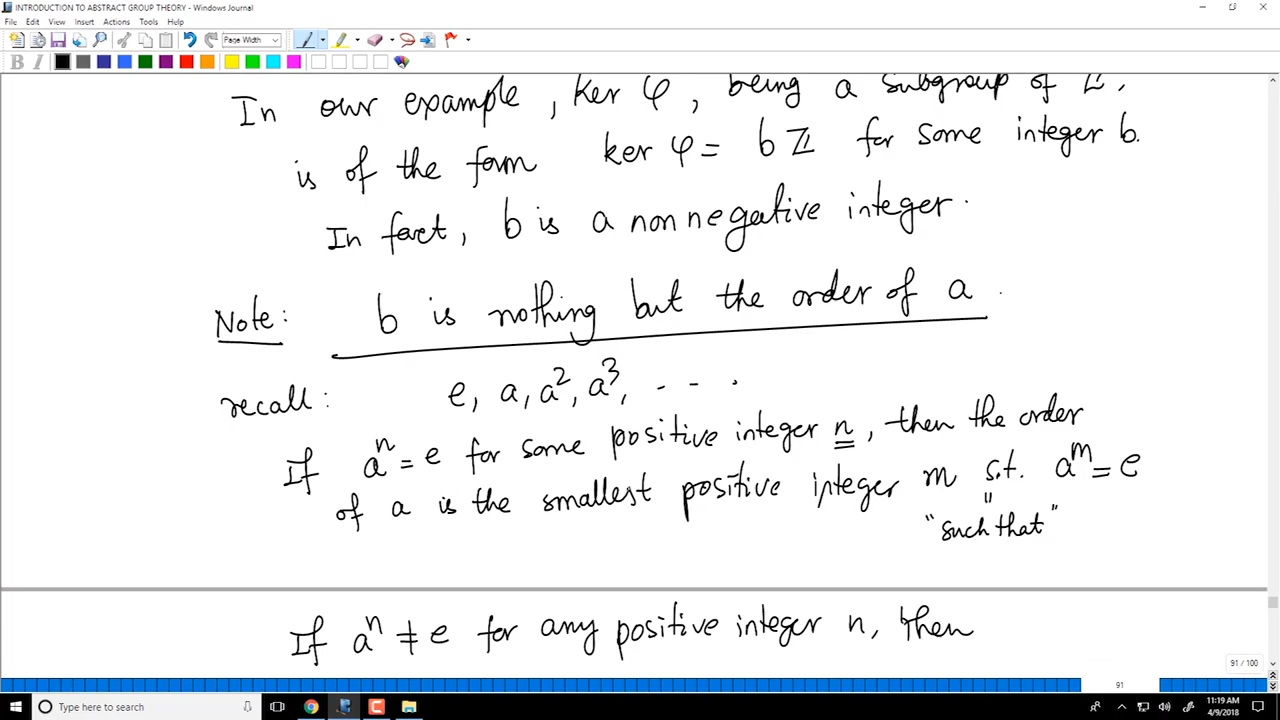 INTRODUCTION TO ABSTRACT GROUP THEORY - Windows Journal
File Edit View Insert Actions Tools Help
Page Width
B I
In our example, ker φ, being a subgroup of ℤ,
is of the form ker φ = bℤ for some integer b.
In fact, b is a nonnegative integer.
Note: b is nothing but the order of a.
recall: e, a, a², a³, - - - .
If aⁿ = e for some positive integer n, then the order
of a is the smallest positive integer m s.t. aᵐ = e
"such that"
If aⁿ ≠ e for any positive integer n, then
91 / 100
91
Type here to search
11:19 AM
4/9/2018